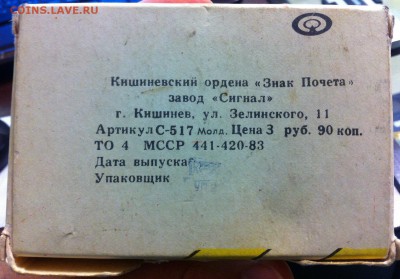 COINS.LAVE.RU
Кишиневский ордена «Знак Почета»
завод «Сигнал»
г. Кишинев, ул. Зелинского, 11
Артикул С-517 Молд. Цена 3 руб. 90 коп.
ТО 4 МССР 441-420-83
Дата выпуска
Упаковщик